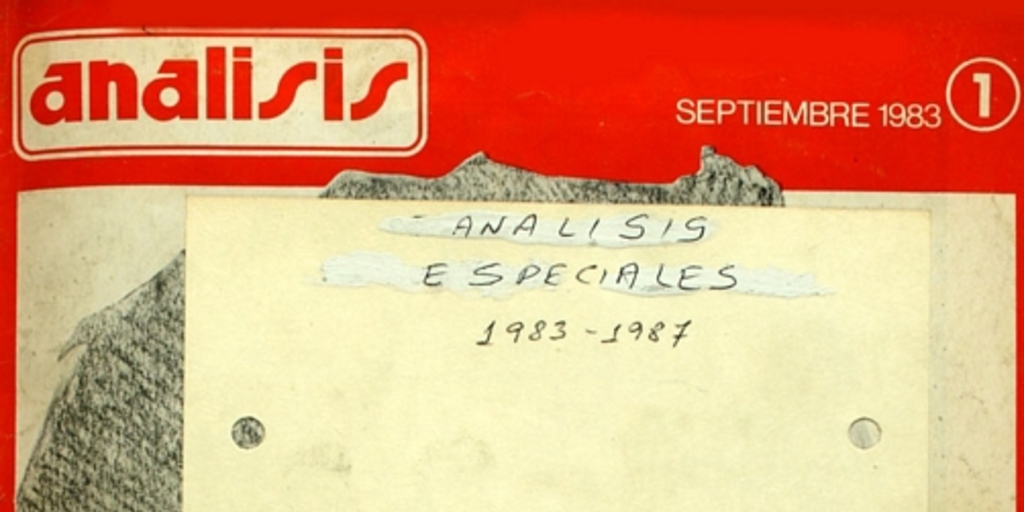 analisis
SEPTIEMBRE 1983 1
ANALISIS
ESPECIALES
1983-1987